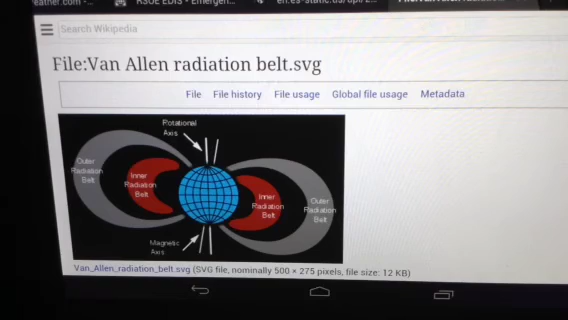 eather.com -...
RSOE EDIS - Emergen...
Search Wikipedia
File:Van Allen radiation belt.svg
File File history File usage Global file usage Metadata
Rotational
Axis
Outer
Radiation
Belt
Inner
Radiation
Belt
Inner
Radiation
Belt
Outer
Radiation
Belt
Magnetic
Axis
Van_Allen_radiation_belt.svg (SVG file, nominally 500 × 275 pixels, file size: 12 KB)